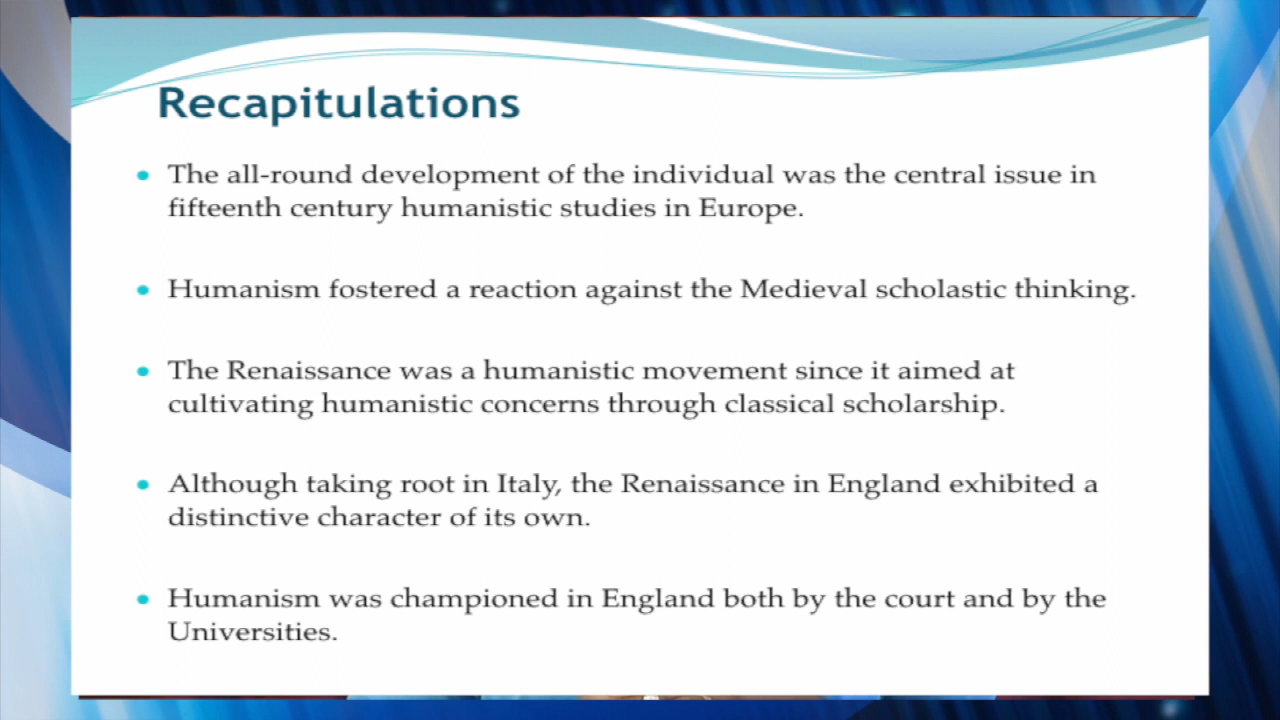 Recapitulations
• The all-round development of the individual was the central issue in
fifteenth century humanistic studies in Europe.
• Humanism fostered a reaction against the Medieval scholastic thinking.
• The Renaissance was a humanistic movement since it aimed at
cultivating humanistic concerns through classical scholarship.
• Although taking root in Italy, the Renaissance in England exhibited a
distinctive character of its own.
• Humanism was championed in England both by the court and by the
Universities.